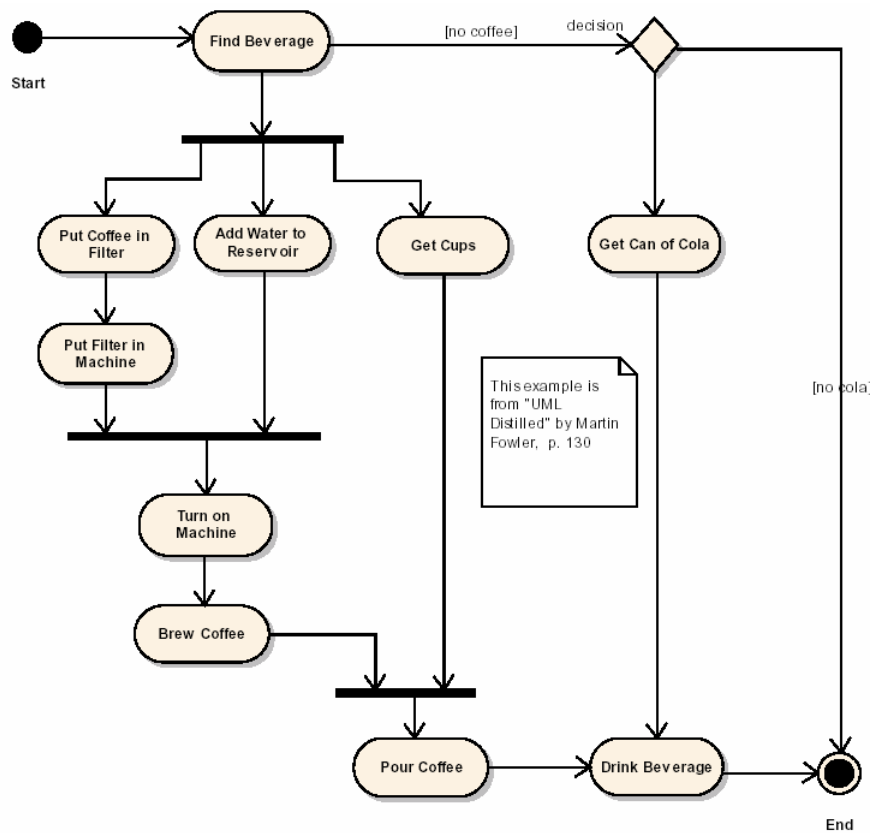 Find Beverage
[no coffee]
decision
Start
Put Coffee in
Filter
Add Water to
Reservoir
Get Cups
Get Can of Cola
Put Filter in
Machine
This example is
from "UML
Distilled" by Martin
Fowler, p. 130
[no cola]
Turn on
Machine
Brew Coffee
Pour Coffee
Drink Beverage
End